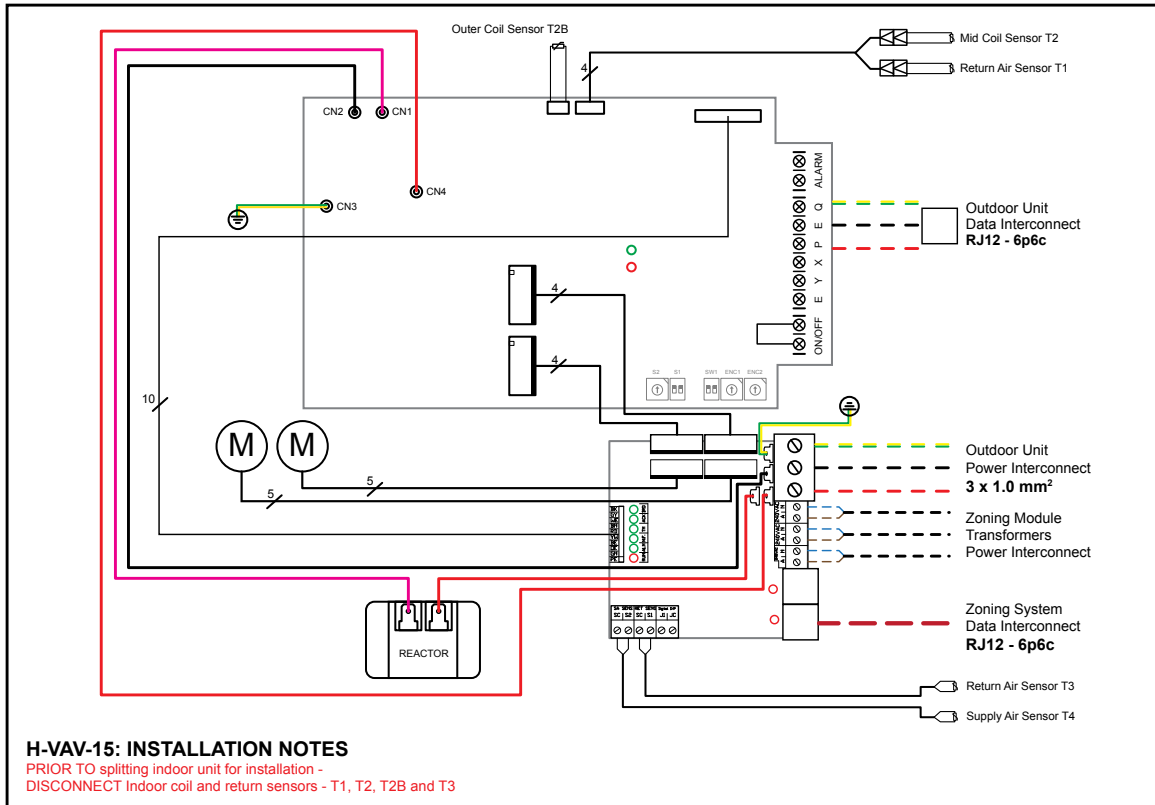 Outer Coil Sensor T2B
Mid Coil Sensor T2
Return Air Sensor T1
4
CN2
CN1
CN4
CN3
ALARM
Q
E
P
X
Y
E
ON/OFF
Outdoor Unit
Data Interconnect
RJ12 - 6p6c
4
4
S2
S1
SW1
ENC1
ENC2
10
M
M
5
5
Outdoor Unit
Power Interconnect
3 x 1.0 mm²
Zoning Module
Transformers
Power Interconnect
Zoning System
Data Interconnect
RJ12 - 6p6c
SC
S2
SC
S1
REACTOR
Return Air Sensor T3
Supply Air Sensor T4
H-VAV-15: INSTALLATION NOTES
PRIOR TO splitting indoor unit for installation -
DISCONNECT Indoor coil and return sensors - T1, T2, T2B and T3